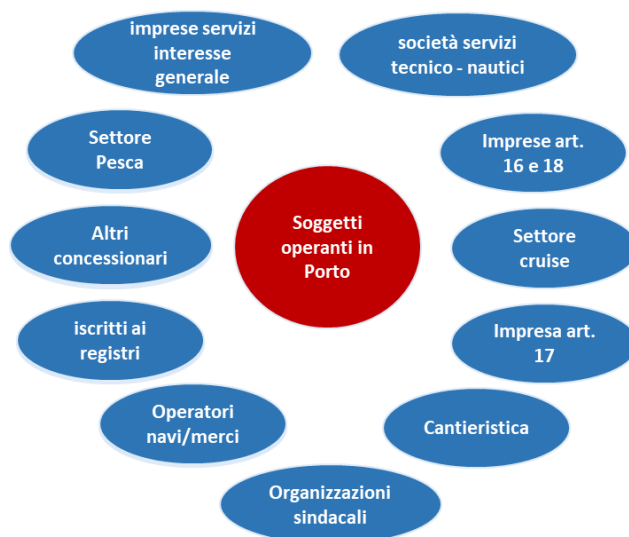 imprese servizi
interesse
generale
società servizi
tecnico - nautici
Settore
Pesca
Imprese art.
16 e 18
Soggetti
operanti in
Porto
Altri
concessionari
Settore
cruise
iscritti ai
registri
Impresa art.
17
Operatori
navi/merci
Cantieristica
Organizzazioni
sindacali